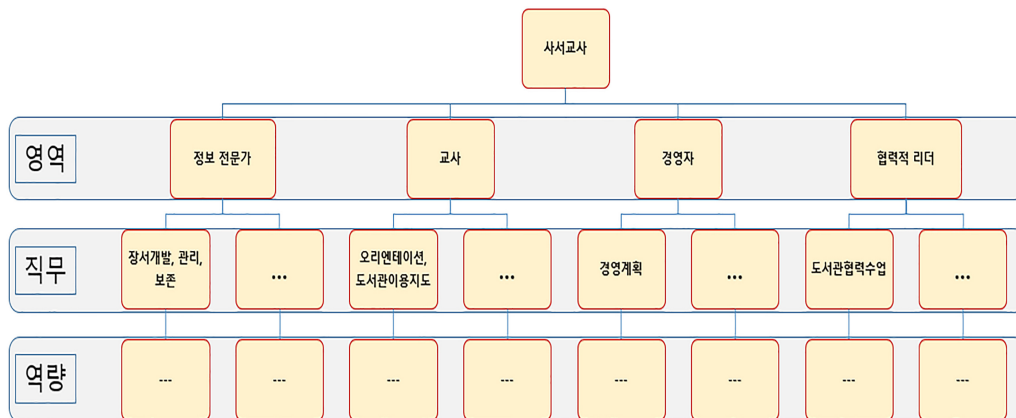 사서교사
영역
정보 전문가
교사
경영자
협력적 리더
직무
장서개발, 관리,
보존
...
오리엔테이션,
도서관이용지도
...
경영계획
...
도서관협력수업
...
역량
---
---
---
---
---
---
---
---